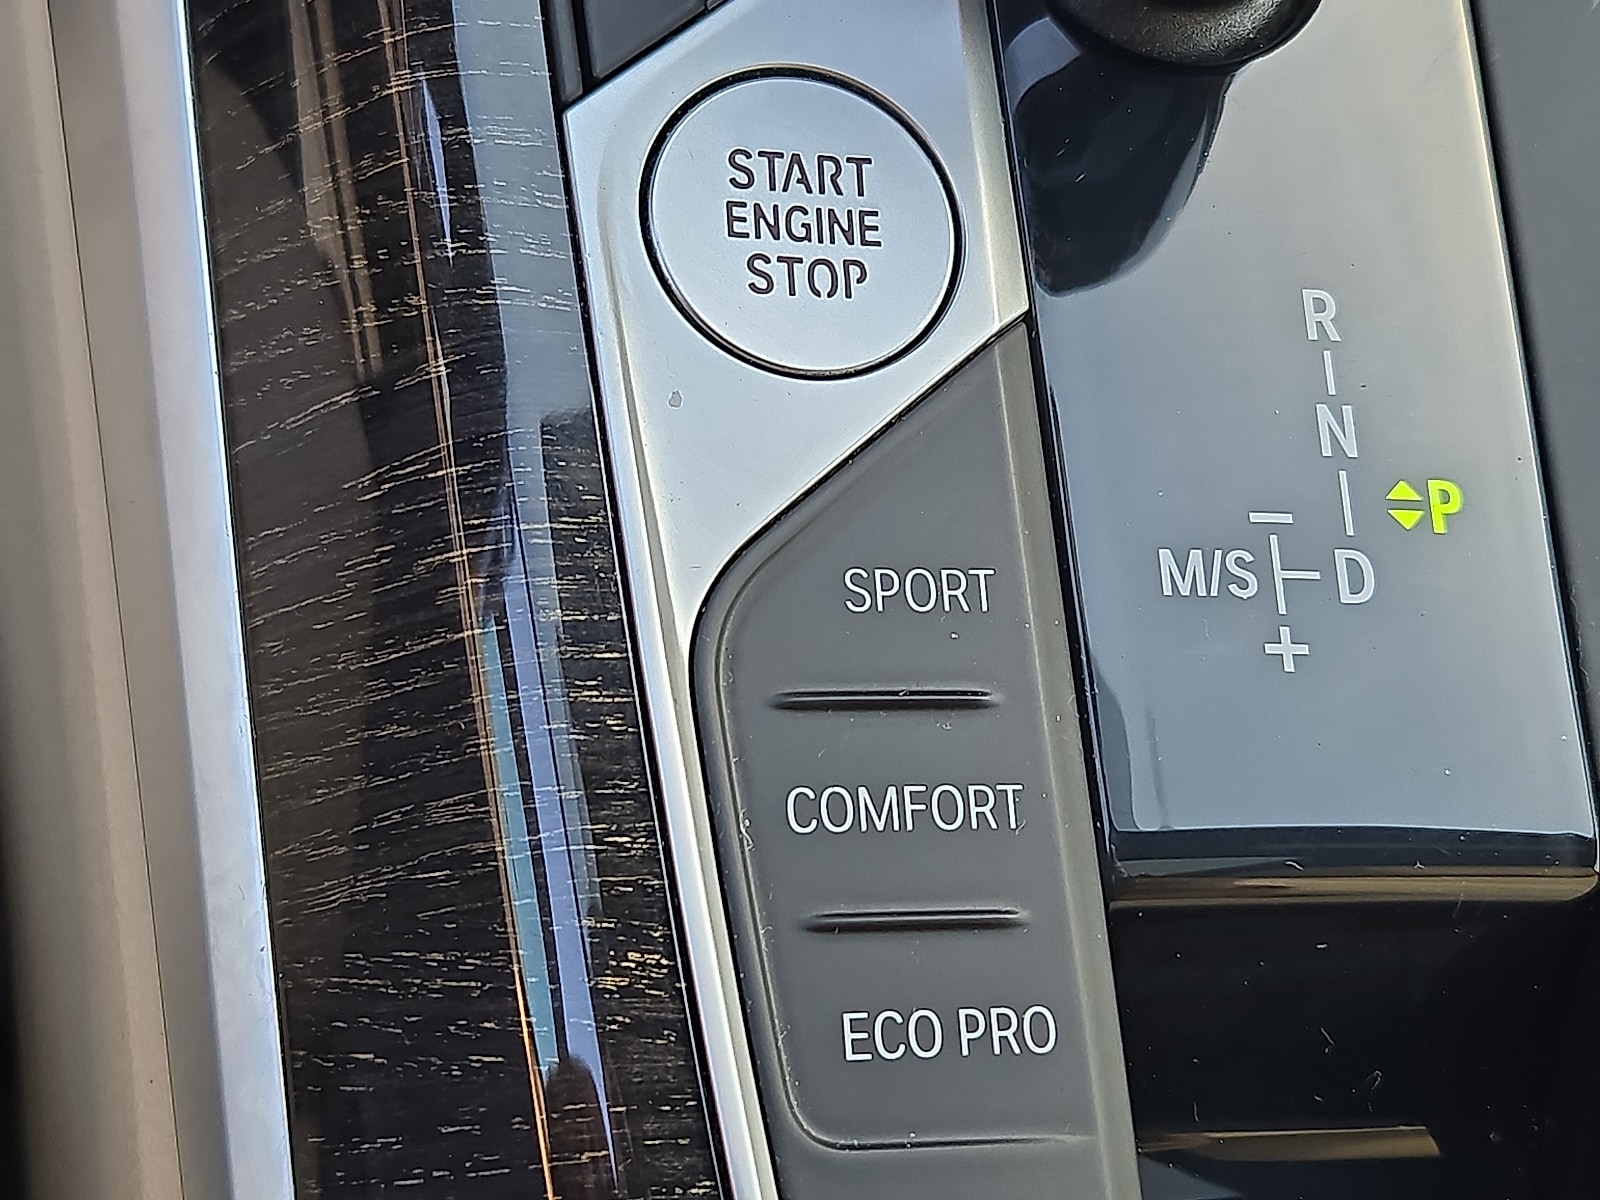 START
ENGINE
STOP
R
N
P
M/S
D
−
+
SPORT
COMFORT
ECO PRO